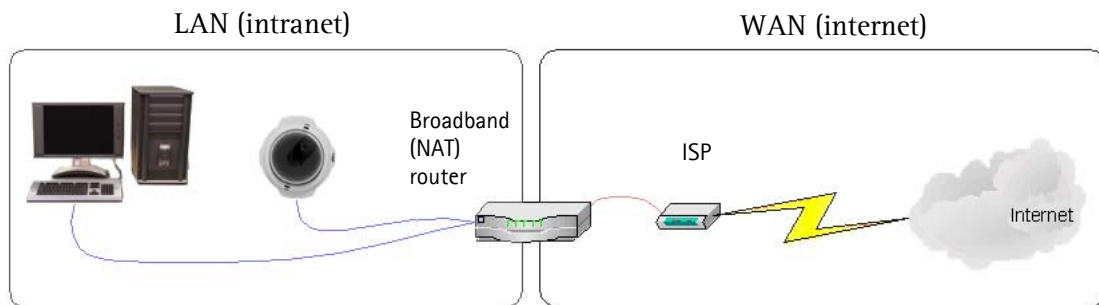 LAN (intranet)
WAN (internet)
Broadband
(NAT)
router
ISP
Internet